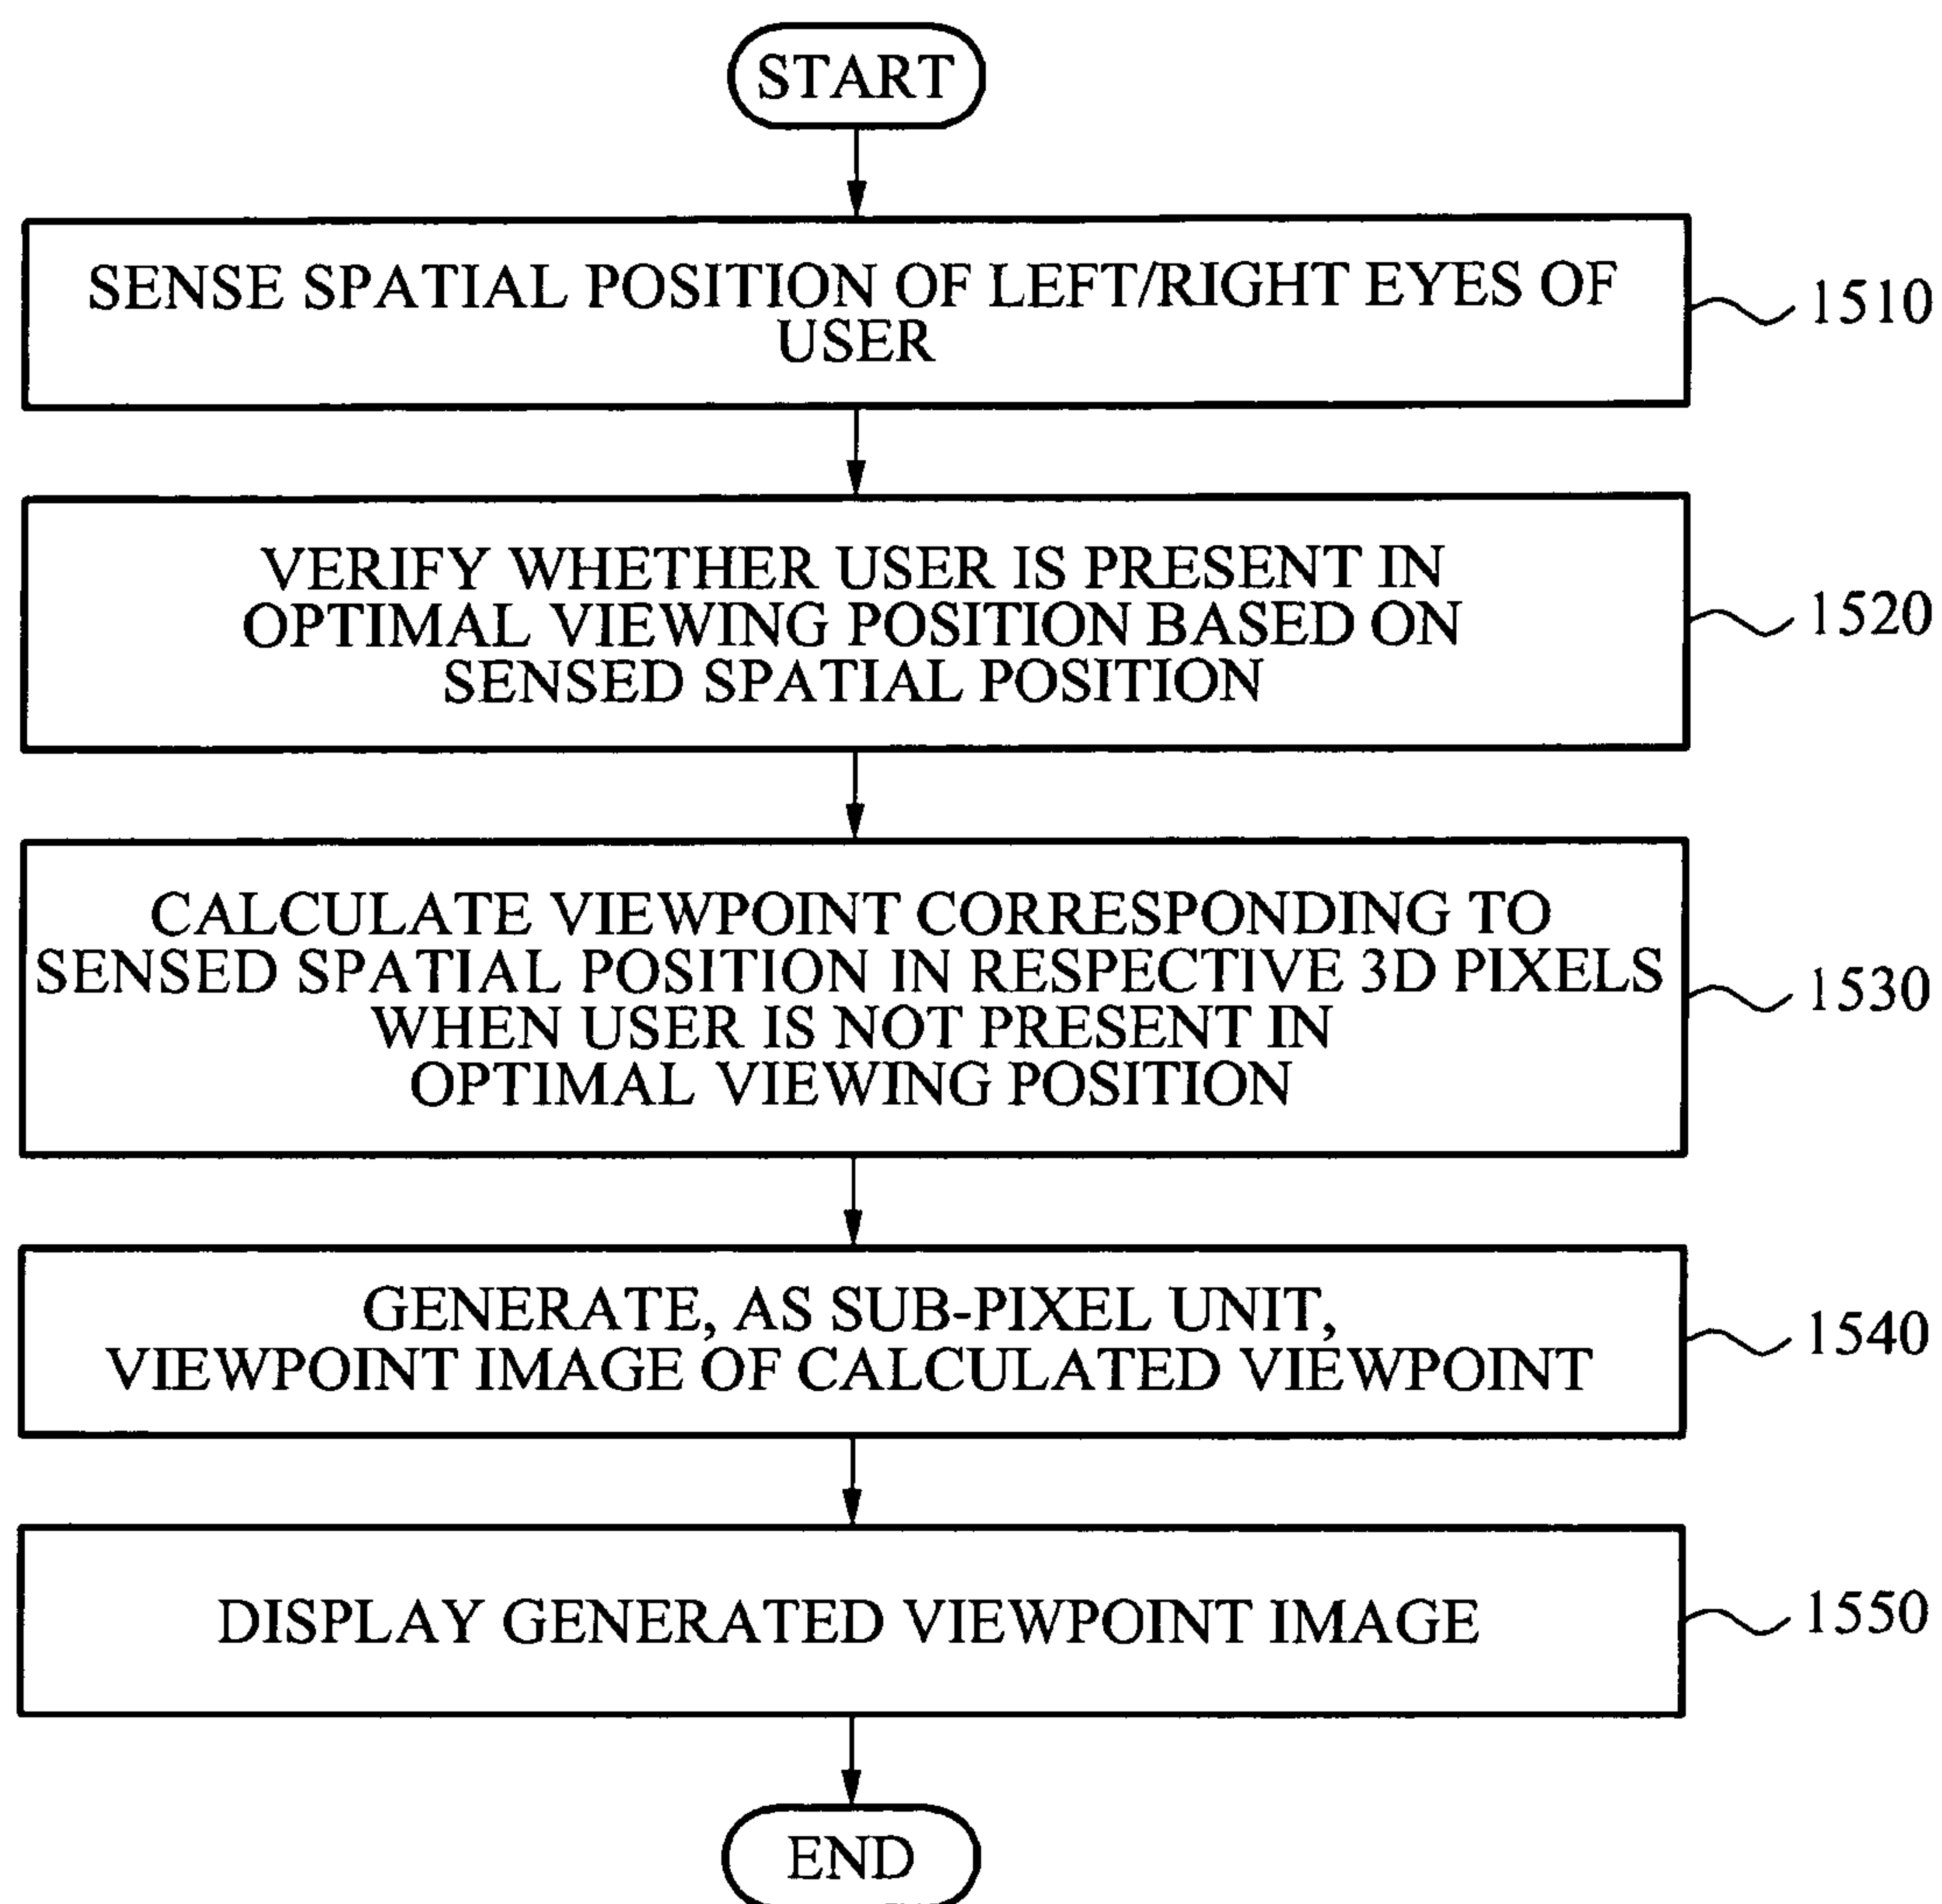 START
SENSE SPATIAL POSITION OF LEFT/RIGHT EYES OF
USER
1510
VERIFY WHETHER USER IS PRESENT IN
OPTIMAL VIEWING POSITION BASED ON
SENSED SPATIAL POSITION
1520
CALCULATE VIEWPOINT CORRESPONDING TO
SENSED SPATIAL POSITION IN RESPECTIVE 3D PIXELS
WHEN USER IS NOT PRESENT IN
OPTIMAL VIEWING POSITION
1530
GENERATE, AS SUB-PIXEL UNIT,
VIEWPOINT IMAGE OF CALCULATED VIEWPOINT
1540
DISPLAY GENERATED VIEWPOINT IMAGE
1550
END